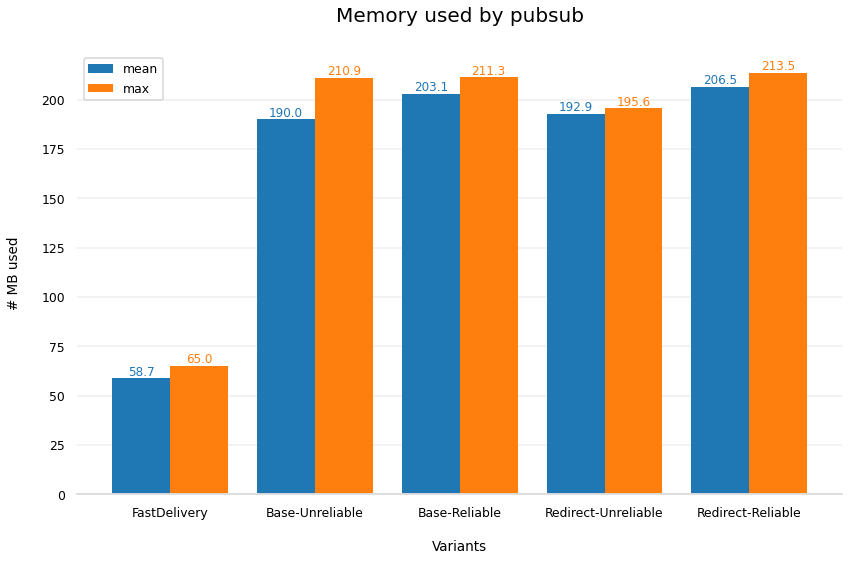 Memory used by pubsub
mean
max
# MB used
200
175
150
125
100
75
50
25
0
58.7
65.0
190.0
210.9
203.1
211.3
192.9
195.6
206.5
213.5
FastDelivery
Base-Unreliable
Base-Reliable
Redirect-Unreliable
Redirect-Reliable
Variants